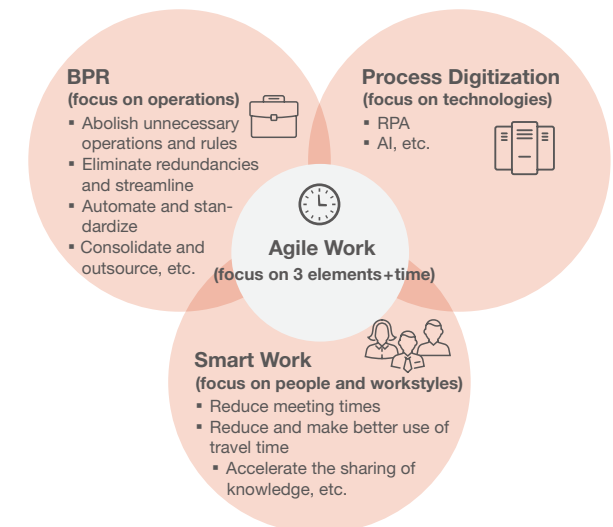 BPR
(focus on operations)
▪ Abolish unnecessary
operations and rules
▪ Eliminate redundancies
and streamline
▪ Automate and stan-
dardize
▪ Consolidate and
outsource, etc.
Process Digitization
(focus on technologies)
▪ RPA
▪ AI, etc.
Agile Work
(focus on 3 elements+time)
Smart Work
(focus on people and workstyles)
▪ Reduce meeting times
▪ Reduce and make better use of
travel time
▪ Accelerate the sharing of
knowledge, etc.